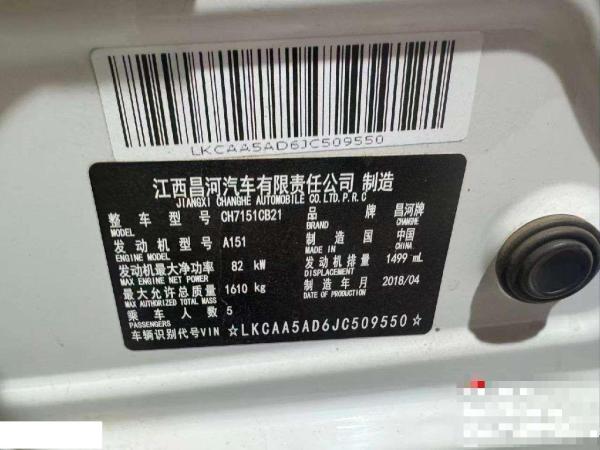 LKCAA5AD6JC509550
江西昌河汽车有限责任公司 制造
JIANGXI CHANGHE AUTOMOBILE CO.LTD.P.R.C
整车型号 CH7151CB21 品牌 昌河牌
MODEL BRAND CHANGHE
发动机型号 A151 制造国 中国
ENGINE MODEL MANUFACTURED IN CHINA
发动机最大净功率 82 kW 发动机排量 1499 mL
MAX ENGINE NET POWER DISPLACEMENT
最大允许总质量 1610 kg 制造年月 2018/04
MAX AUTHORIZED TOTAL MASS DATE OF PRODUCTION
乘车人数 5
PASSENGERS
车辆识别代号VIN ☆LKCAA5AD6JC509550☆